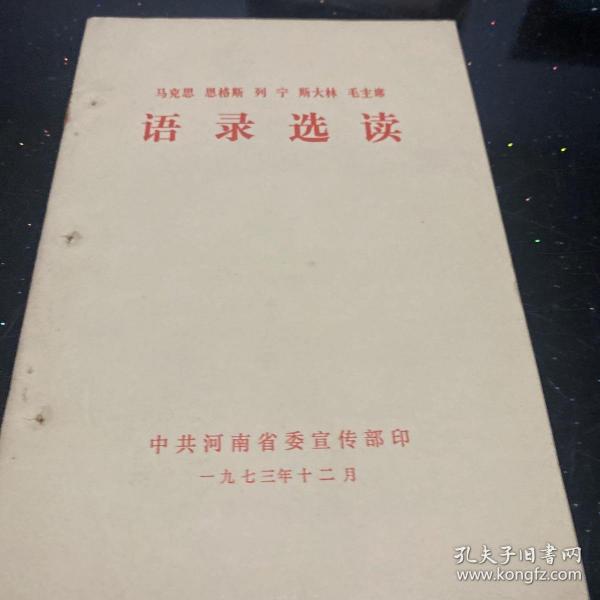 马克思 恩格斯 列宁 斯大林 毛主席
语录选读
中共河南省委宣传部印
一九七三年十二月
孔夫子旧书网
www.kongfz.com